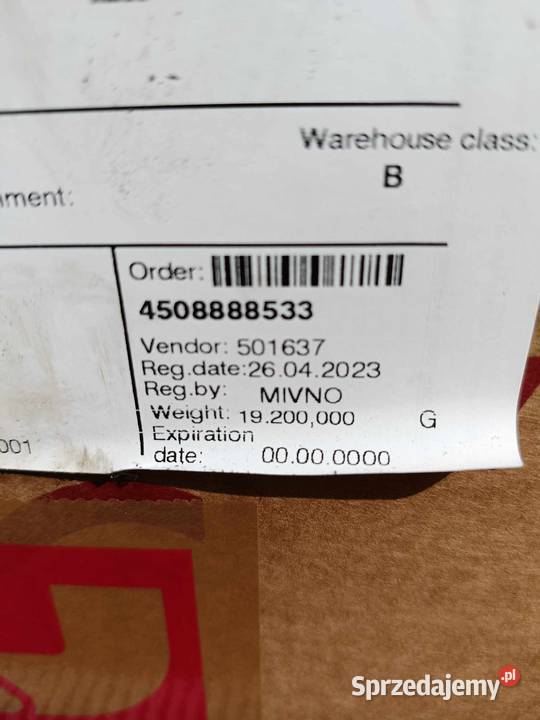 Warehouse class:
B
ment:
Order:
4508888533
Vendor: 501637
Reg.date:26.04.2023
Reg.by: MIVNO
Weight: 19.200,000 G
Expiration
date: 00.00.0000
001
Sprzedajemy.pl